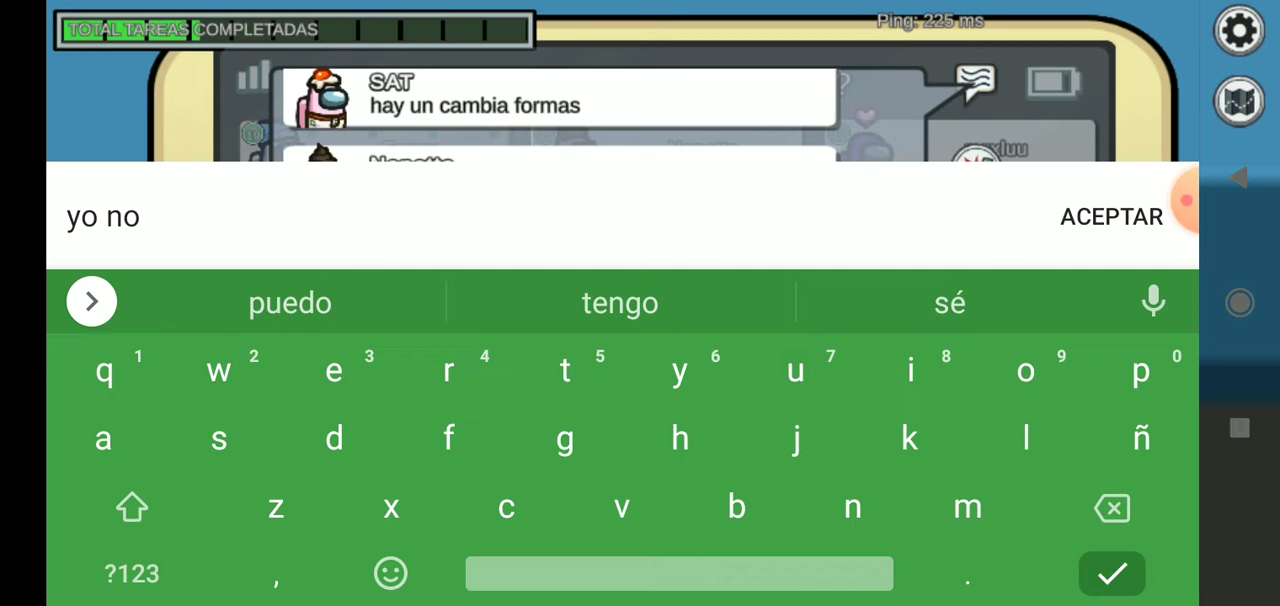 TOTAL TAREAS COMPLETADAS
Ping: 225 ms
SAT
hay un cambia formas
yo no
ACEPTAR
puedo tengo sé
q 1 w 2 e 3 r 4 t 5 y 6 u 7 i 8 o 9 p 0
a s d f g h j k l ñ
z x c v b n m
?123 , .